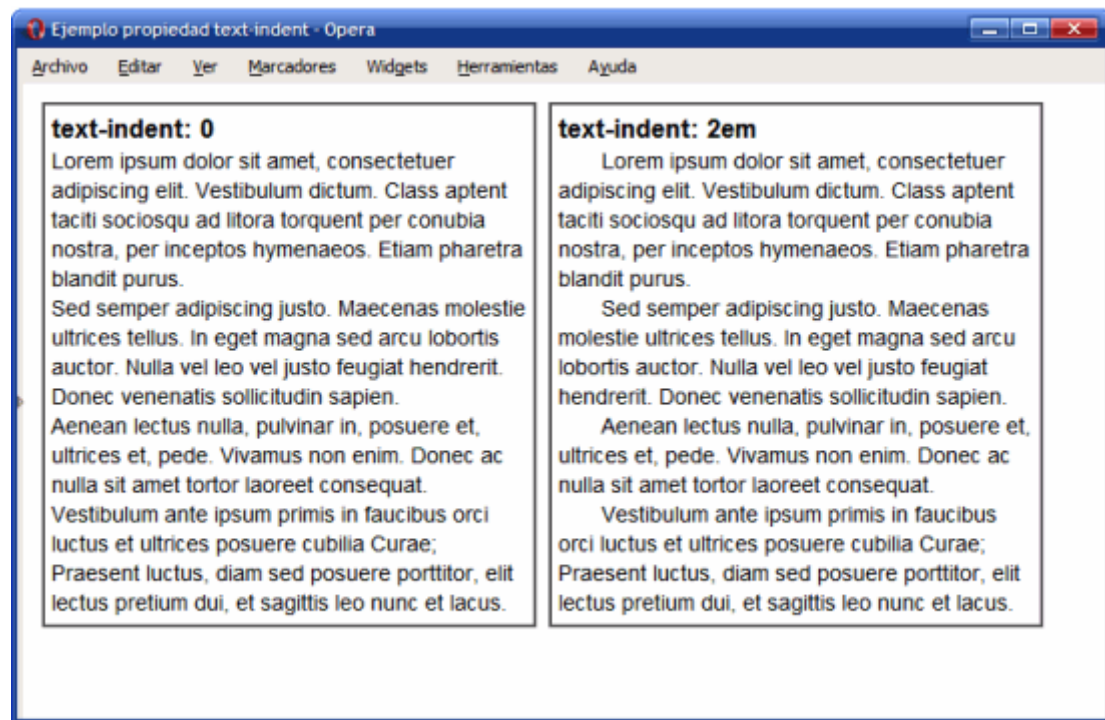 Ejemplo propiedad text-indent - Opera
Archivo Editar Ver Marcadores Widgets Herramientas Ayuda
text-indent: 0
Lorem ipsum dolor sit amet, consectetuer
adipiscing elit. Vestibulum dictum. Class aptent
taciti sociosqu ad litora torquent per conubia
nostra, per inceptos hymenaeos. Etiam pharetra
blandit purus.
Sed semper adipiscing justo. Maecenas molestie
ultrices tellus. In eget magna sed arcu lobortis
auctor. Nulla vel leo vel justo feugiat hendrerit.
Donec venenatis sollicitudin sapien.
Aenean lectus nulla, pulvinar in, posuere et,
ultrices et, pede. Vivamus non enim. Donec ac
nulla sit amet tortor laoreet consequat.
Vestibulum ante ipsum primis in faucibus orci
luctus et ultrices posuere cubilia Curae;
Praesent luctus, diam sed posuere porttitor, elit
lectus pretium dui, et sagittis leo nunc et lacus.
text-indent: 2em
Lorem ipsum dolor sit amet, consectetuer
adipiscing elit. Vestibulum dictum. Class aptent
taciti sociosqu ad litora torquent per conubia
nostra, per inceptos hymenaeos. Etiam pharetra
blandit purus.
Sed semper adipiscing justo. Maecenas
molestie ultrices tellus. In eget magna sed arcu
lobortis auctor. Nulla vel leo vel justo feugiat
hendrerit. Donec venenatis sollicitudin sapien.
Aenean lectus nulla, pulvinar in, posuere et,
ultrices et, pede. Vivamus non enim. Donec ac
nulla sit amet tortor laoreet consequat.
Vestibulum ante ipsum primis in faucibus
orci luctus et ultrices posuere cubilia Curae;
Praesent luctus, diam sed posuere porttitor, elit
lectus pretium dui, et sagittis leo nunc et lacus.